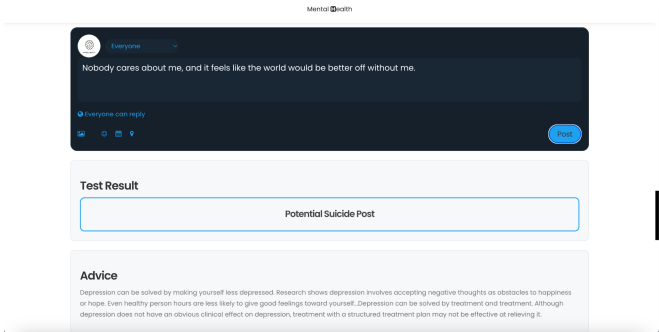 Mental Health
Everyone
Nobody cares about me, and it feels like the world would be better off without me.
Everyone can reply
Post
Test Result
Potential Suicide Post
Advice
Depression can be solved by making yourself less depressed. Research shows depression involves accepting negative thoughts as obstacles to happiness
or hope. Even healthy person hours are less likely to give good feelings toward yourself...Depression can be solved by treatment and treatment. Although
depression does not have an obvious clinical effect on depression, treatment with a structured treatment plan may not be effective at relieving it.